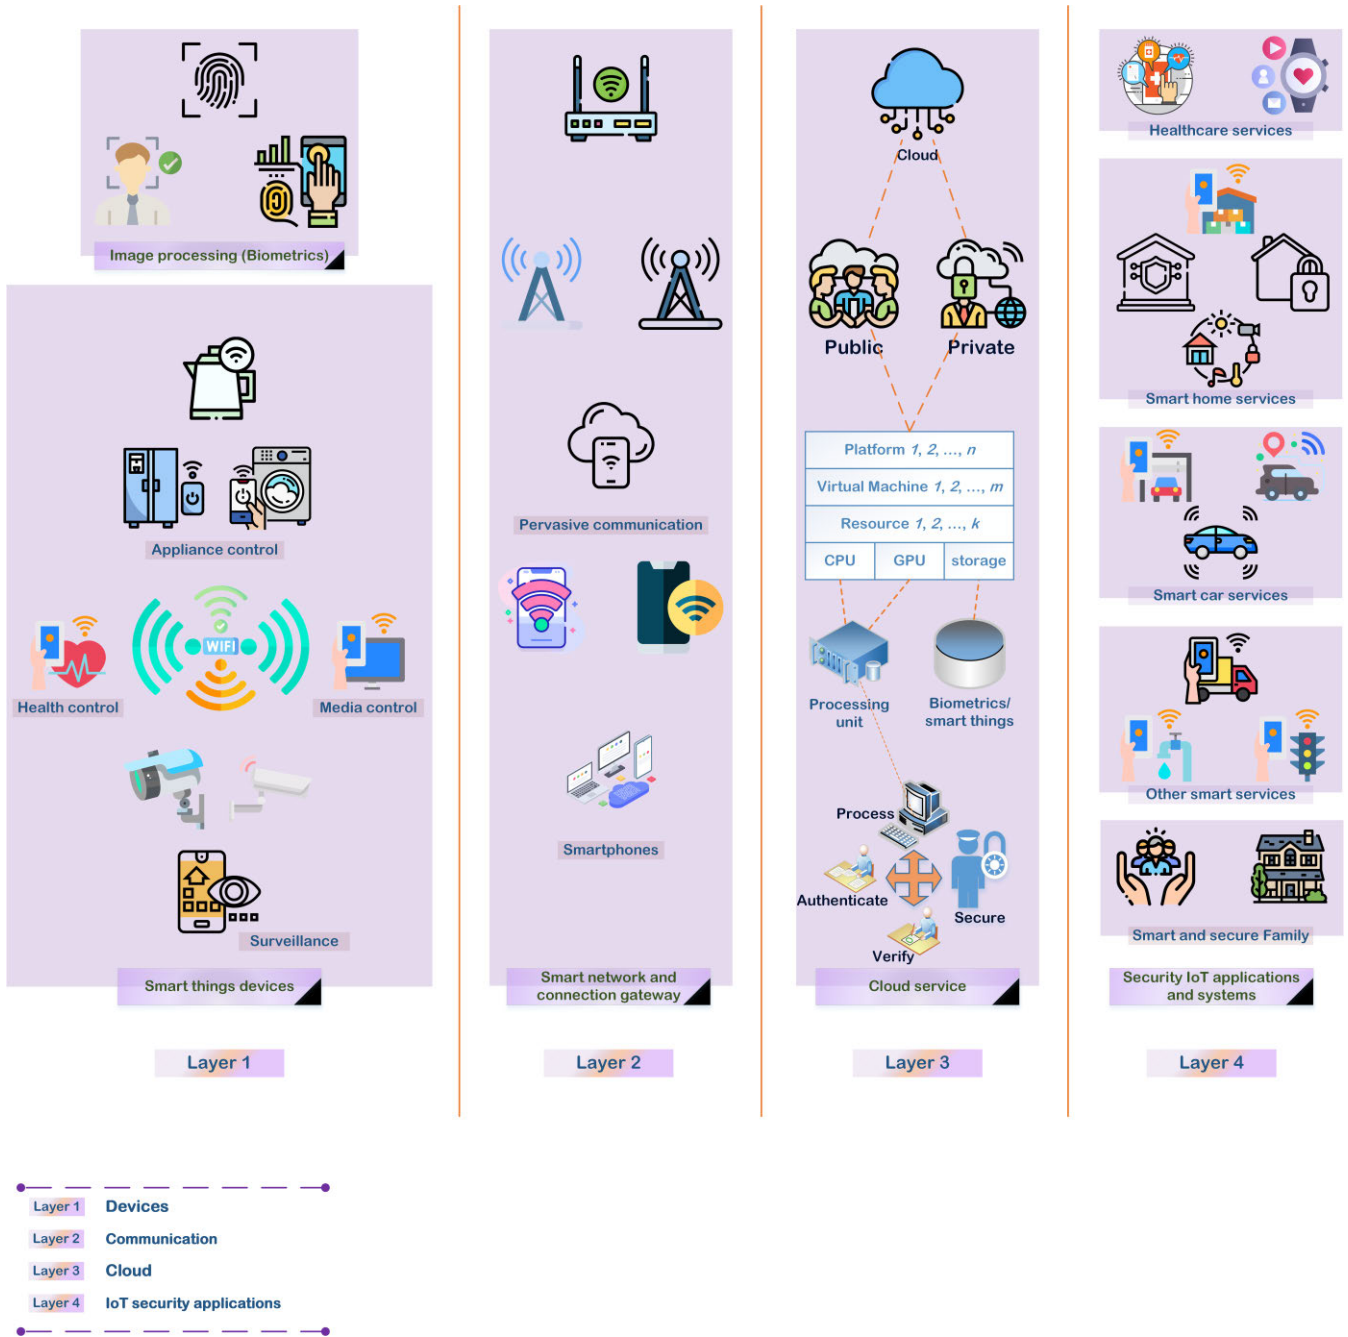 Image processing (Biometrics)
Appliance control
WIFI
Health control
Media control
Surveillance
Smart things devices
Layer 1
Pervasive communication
Smartphones
Smart network and
connection gateway
Layer 2
Cloud
Public
Private
Platform 1, 2, ..., n
Virtual Machine 1, 2, ..., m
Resource 1, 2, ..., k
CPU
GPU
storage
Processing
unit
Biometrics/
smart things
Process
Authenticate
Secure
Verify
Cloud service
Layer 3
Healthcare services
Smart home services
Smart car services
Other smart services
Smart and secure Family
Security IoT applications
and systems
Layer 4
Layer 1 Devices
Layer 2 Communication
Layer 3 Cloud
Layer 4 IoT security applications